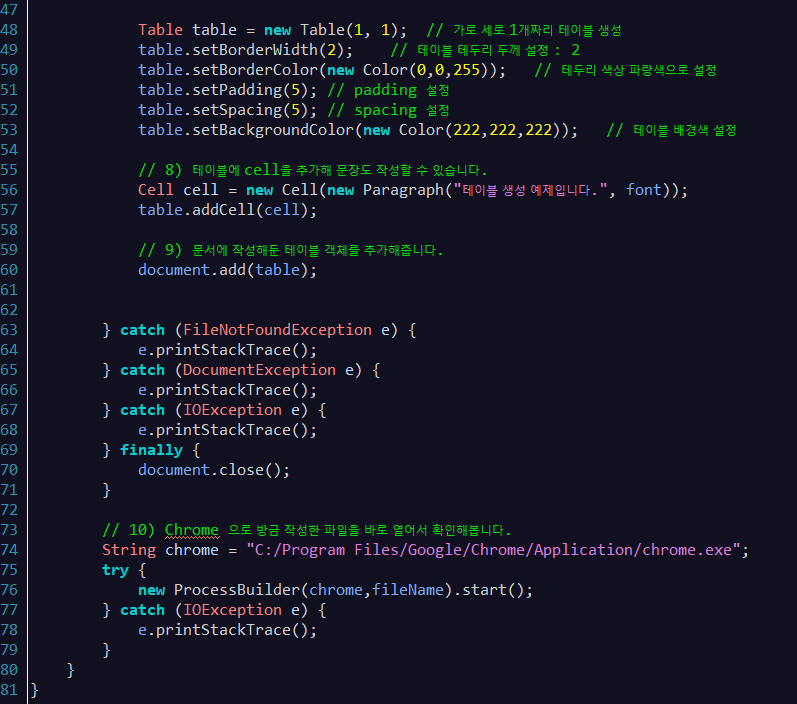 47
48 Table table = new Table(1, 1); // 가로 세로 1개짜리 테이블 생성
49 table.setBorderWidth(2); // 테이블 테두리 두께 설정 : 2
50 table.setBorderColor(new Color(0,0,255)); // 테두리 색상 파랑색으로 설정
51 table.setPadding(5); // padding 설정
52 table.setSpacing(5); // spacing 설정
53 table.setBackgroundColor(new Color(222,222,222)); // 테이블 배경색 설정
54
55 // 8) 테이블에 cell을 추가해 문장도 작성할 수 있습니다.
56 Cell cell = new Cell(new Paragraph("테이블 생성 예제입니다.", font));
57 table.addCell(cell);
58
59 // 9) 문서에 작성해둔 테이블 객체를 추가해줍니다.
60 document.add(table);
61
62
63 } catch (FileNotFoundException e) {
64 e.printStackTrace();
65 } catch (DocumentException e) {
66 e.printStackTrace();
67 } catch (IOException e) {
68 e.printStackTrace();
69 } finally {
70 document.close();
71 }
72
73 // 10) Chrome 으로 방금 작성한 파일을 바로 열어서 확인해봅니다.
74 String chrome = "C:/Program Files/Google/Chrome/Application/chrome.exe";
75 try {
76 new ProcessBuilder(chrome,fileName).start();
77 } catch (IOException e) {
78 e.printStackTrace();
79 }
80 }
81 }